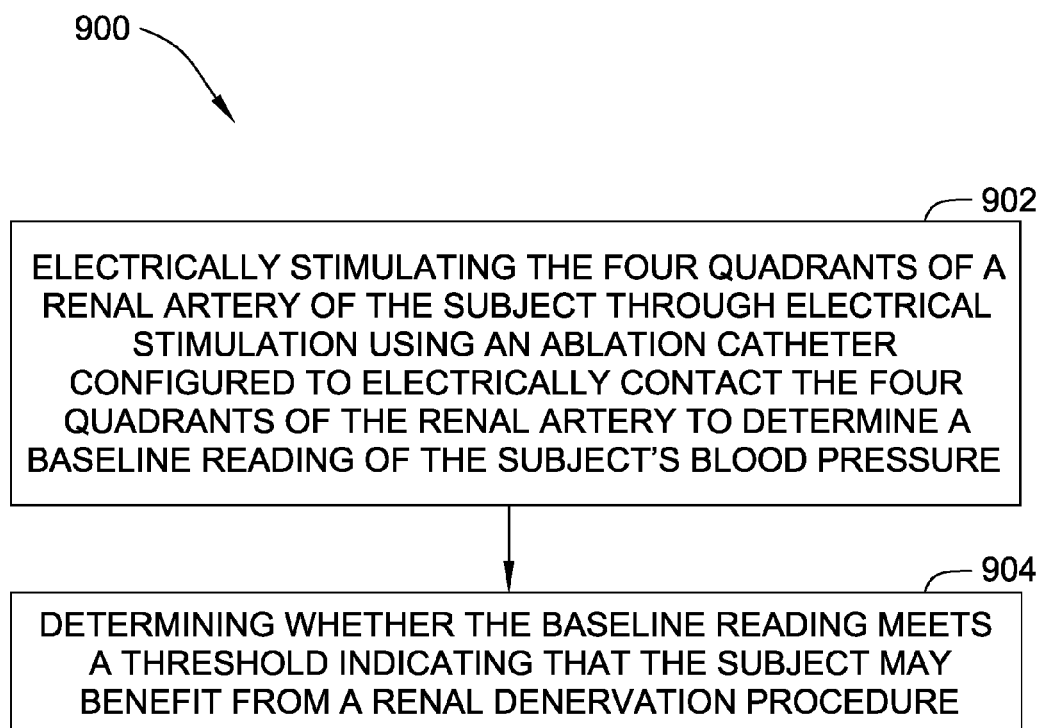 900
902
ELECTRICALLY STIMULATING THE FOUR QUADRANTS OF A
RENAL ARTERY OF THE SUBJECT THROUGH ELECTRICAL
STIMULATION USING AN ABLATION CATHETER
CONFIGURED TO ELECTRICALLY CONTACT THE FOUR
QUADRANTS OF THE RENAL ARTERY TO DETERMINE A
BASELINE READING OF THE SUBJECT'S BLOOD PRESSURE
904
DETERMINING WHETHER THE BASELINE READING MEETS
A THRESHOLD INDICATING THAT THE SUBJECT MAY
BENEFIT FROM A RENAL DENERVATION PROCEDURE